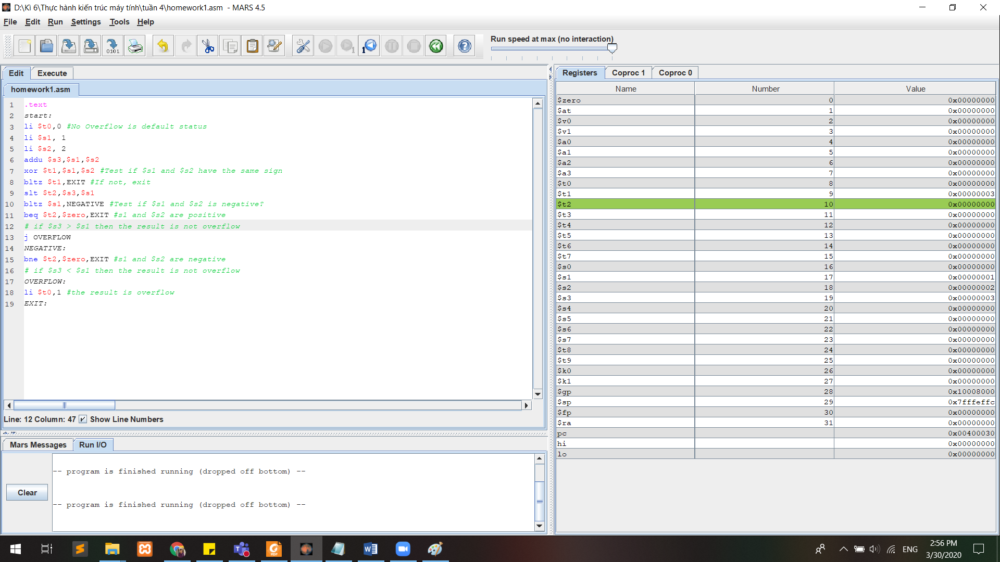 D:\Kì 6\Thực hành kiến trúc máy tính\tuần 4\homework1.asm - MARS 4.5
File Edit Run Settings Tools Help
Run speed at max (no interaction)
Edit Execute
homework1.asm
1 .text
2 start:
3 li $t0,0 #No Overflow is default status
4 li $s1, 1
5 li $s2, 2
6 addu $s3,$s1,$s2
7 xor $t1,$s1,$s2 #Test if $s1 and $s2 have the same sign
8 bltz $t1,EXIT #If not, exit
9 slt $t2,$s3,$s1
10 bltz $s1,NEGATIVE #Test if $s1 and $s2 is negative?
11 beq $t2,$zero,EXIT #s1 and $s2 are positive
12 # if $s3 > $s1 then the result is not overflow
13 j OVERFLOW
14 NEGATIVE:
15 bne $t2,$zero,EXIT #s1 and $s2 are negative
16 # if $s3 < $s1 then the result is not overflow
17 OVERFLOW:
18 li $t0,1 #the result is overflow
19 EXIT:
Line: 12 Column: 47 Show Line Numbers
Mars Messages Run I/O
Clear
-- program is finished running (dropped off bottom) --
-- program is finished running (dropped off bottom) --
Registers Coproc 1 Coproc 0
Name Number Value
$zero 0 0x00000000
$at 1 0x00000000
$v0 2 0x00000000
$v1 3 0x00000000
$a0 4 0x00000000
$a1 5 0x00000000
$a2 6 0x00000000
$a3 7 0x00000000
$t0 8 0x00000000
$t1 9 0x00000003
$t2 10 0x00000000
$t3 11 0x00000000
$t4 12 0x00000000
$t5 13 0x00000000
$t6 14 0x00000000
$t7 15 0x00000000
$s0 16 0x00000000
$s1 17 0x00000001
$s2 18 0x00000002
$s3 19 0x00000003
$s4 20 0x00000000
$s5 21 0x00000000
$s6 22 0x00000000
$s7 23 0x00000000
$t8 24 0x00000000
$t9 25 0x00000000
$k0 26 0x00000000
$k1 27 0x00000000
$gp 28 0x10008000
$sp 29 0x7fffeffc
$fp 30 0x00000000
$ra 31 0x00000000
pc 0x00400030
hi 0x00000000
lo 0x00000000
ENG
2:56 PM
3/30/2020